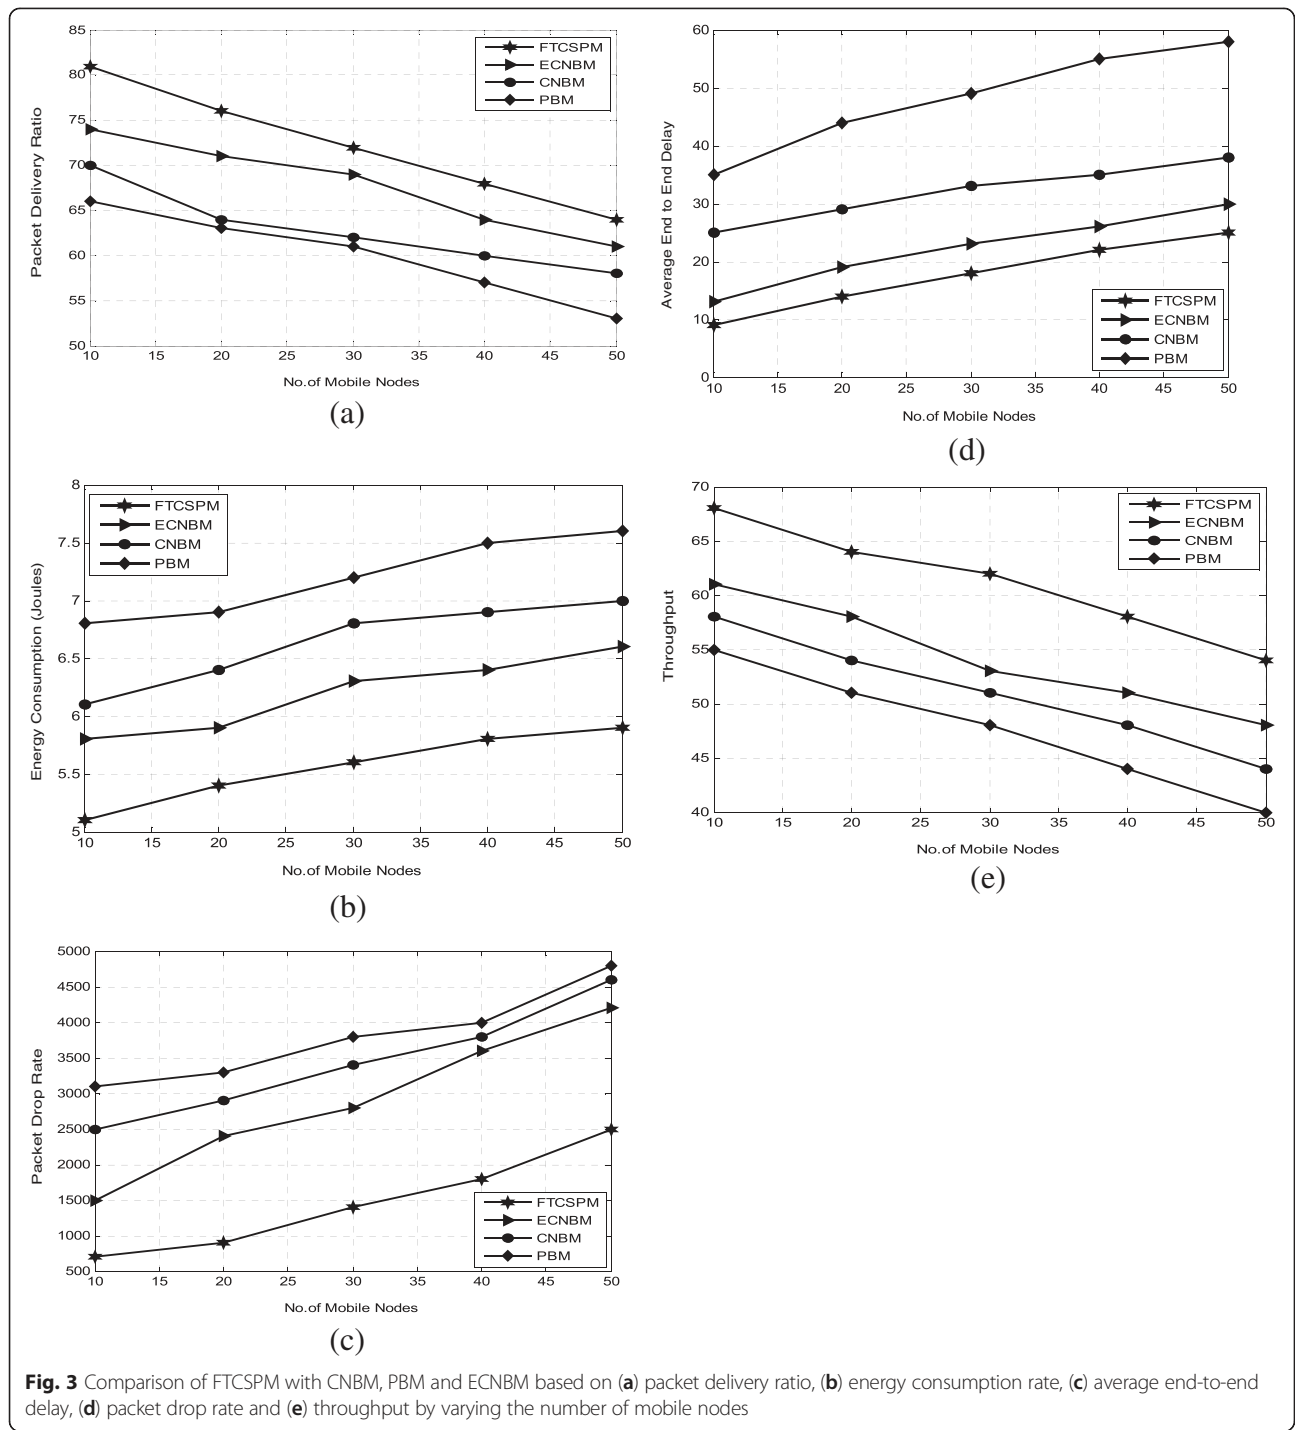 85
80
75
70
65
60
55
50
Packet Delivery Ratio
10 15 20 25 30 35 40 45 50
No.of Mobile Nodes
FTCSPM
ECNBM
CNBM
PBM
(a)
60
50
40
30
20
10
0
Average End to End Delay
10 15 20 25 30 35 40 45 50
No.of Mobile Nodes
FTCSPM
ECNBM
CNBM
PBM
(d)
8
7.5
7
6.5
6
5.5
5
Energy Consumption (Joules)
10 15 20 25 30 35 40 45 50
No.of Mobile Nodes
FTCSPM
ECNBM
CNBM
PBM
(b)
70
65
60
55
50
45
40
Throughput
10 15 20 25 30 35 40 45 50
No.of Mobile Nodes
FTCSPM
ECNBM
CNBM
PBM
(e)
5000
4500
4000
3500
3000
2500
2000
1500
1000
500
Packet Drop Rate
10 15 20 25 30 35 40 45 50
No.of Mobile Nodes
FTCSPM
ECNBM
CNBM
PBM
(c)
Fig. 3 Comparison of FTCSPM with CNBM, PBM and ECNBM based on (a) packet delivery ratio, (b) energy consumption rate, (c) average end-to-end
delay, (d) packet drop rate and (e) throughput by varying the number of mobile nodes